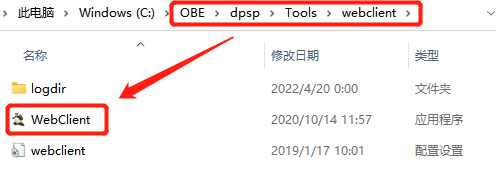 此电脑 > Windows (C:) > OBE > dpsp > Tools > webclient >
名称 修改日期 类型
logdir 2022/4/20 0:00 文件夹
WebClient 2020/10/14 11:57 应用程序
webclient 2019/1/17 10:01 配置设置